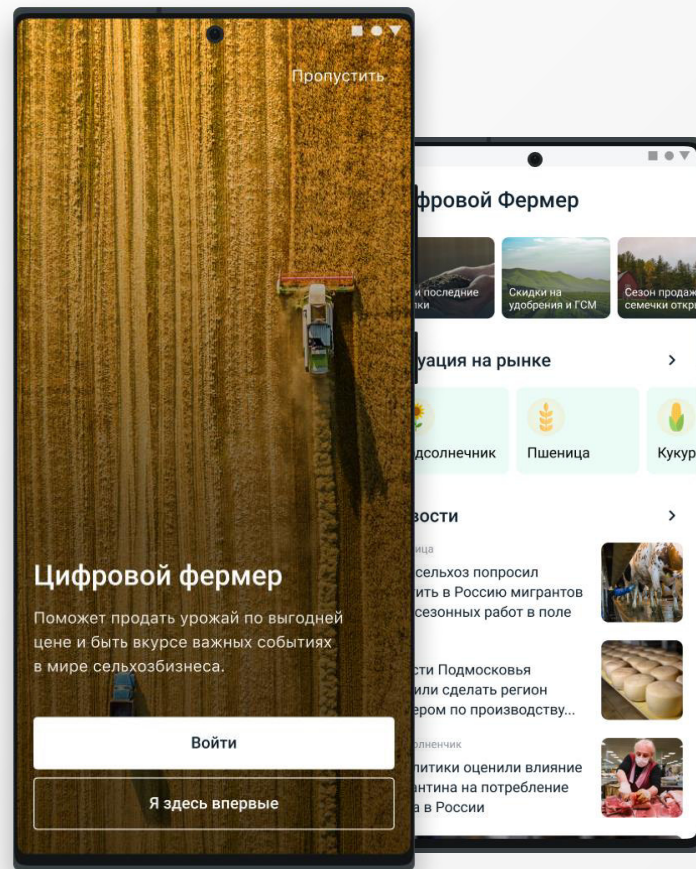 Пропустить
Цифровой фермер
Поможет продать урожай по выгодней
цене и быть вкурсе важных событиях
в мире сельхозбизнеса.
Войти
Я здесь впервые
фровой Фермер
и последние
Скидки на
удобрения и ГСМ
Сезон продаж
семечки откр
уация на рынке
дсолнечник
Пшеница
Кукур
вости
ица
сельхоз попросил
ить в Россию мигрантов
сезонных работ в поле
сти Подмосковья
или сделать регион
ером по производству...
олненчик
литики оценили влияние
антина на потребление
а в России